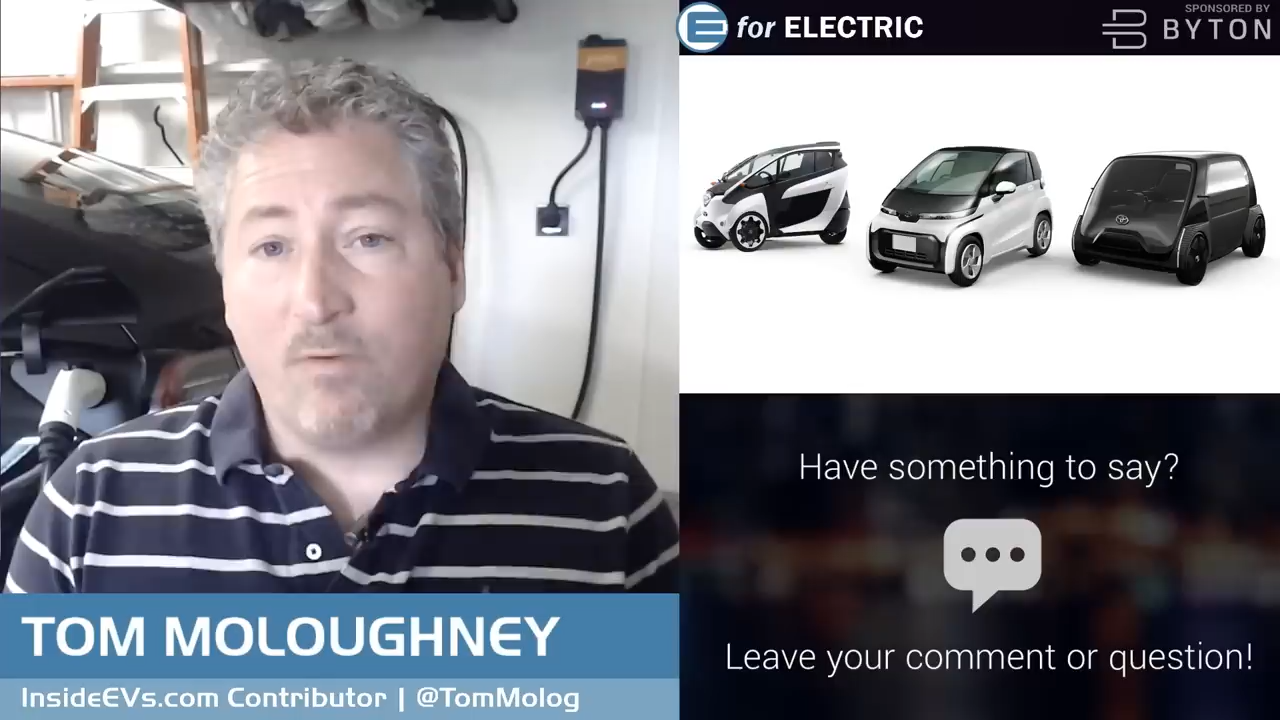 TOM MOLOUGHNEY
InsideEVs.com Contributor | @TomMolog
for ELECTRIC
SPONSORED BY
BYTON
Have something to say?
Leave your comment or question!